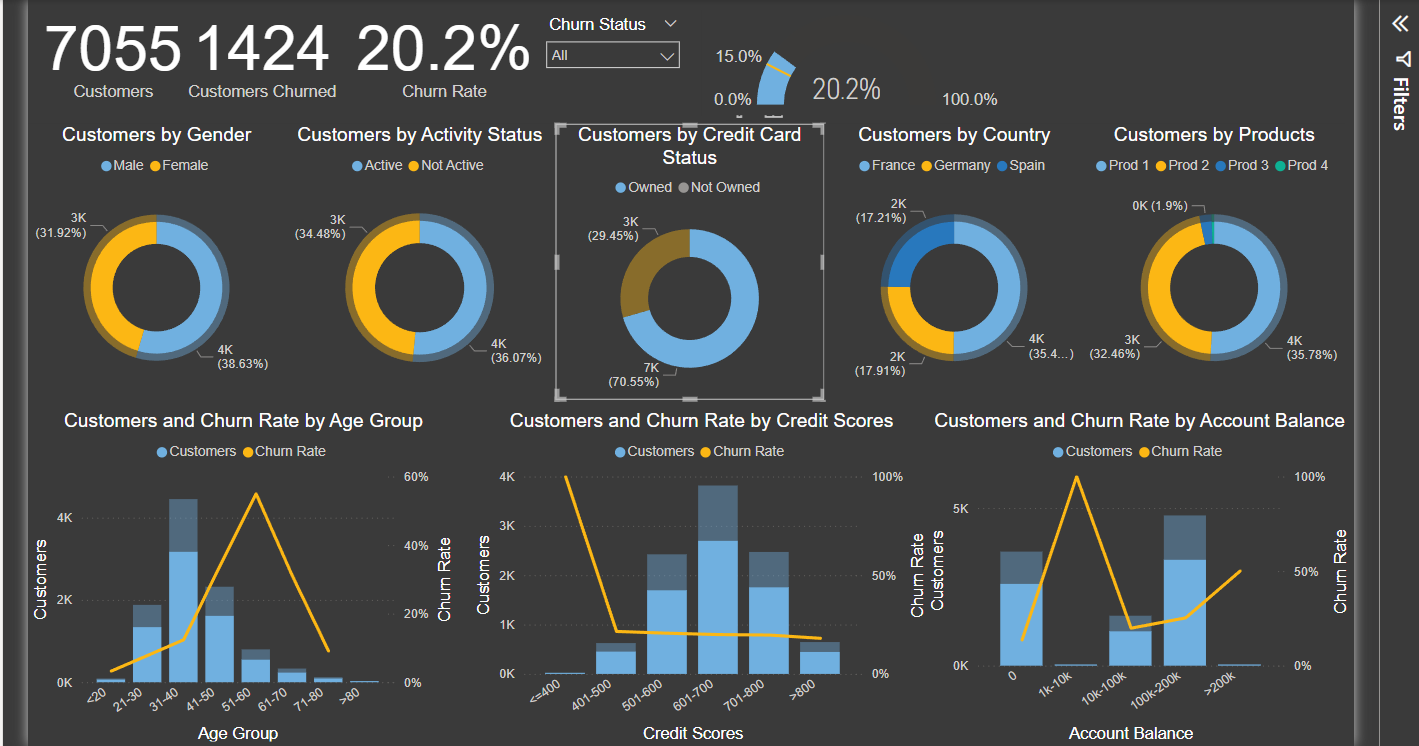 7055
1424
20.2%
Customers
Customers Churned
Churn Rate
Churn Status
All
15.0%
0.0%
20.2%
100.0%
Filters
Customers by Gender
Male Female
3K
(31.92%)
4K
(38.63%)
Customers by Activity Status
Active Not Active
3K
(34.48%)
4K
(36.07%)
Customers by Credit Card
Status
Owned Not Owned
3K
(29.45%)
7K
(70.55%)
Customers by Country
France Germany Spain
2K
(17.21%)
2K
(17.91%)
4K
(35.4...)
Customers by Products
Prod 1 Prod 2 Prod 3 Prod 4
0K (1.9%)
3K
(32.46%)
4K
(35.78%)
Customers and Churn Rate by Age Group
Customers Churn Rate
Customers
4K
2K
0K
60%
40%
20%
0%
Churn Rate
<20 21-30 31-40 41-50 51-60 61-70 71-80 >80
Age Group
Customers and Churn Rate by Credit Scores
Customers Churn Rate
Customers
4K
3K
2K
1K
0K
100%
50%
0%
Churn Rate
<=400 401-500 501-600 601-700 701-800 >800
Credit Scores
Customers and Churn Rate by Account Balance
Customers Churn Rate
Customers
5K
0K
100%
50%
0%
Churn Rate
0 1k-10k 10k-100k 100k-200k >200k
Account Balance